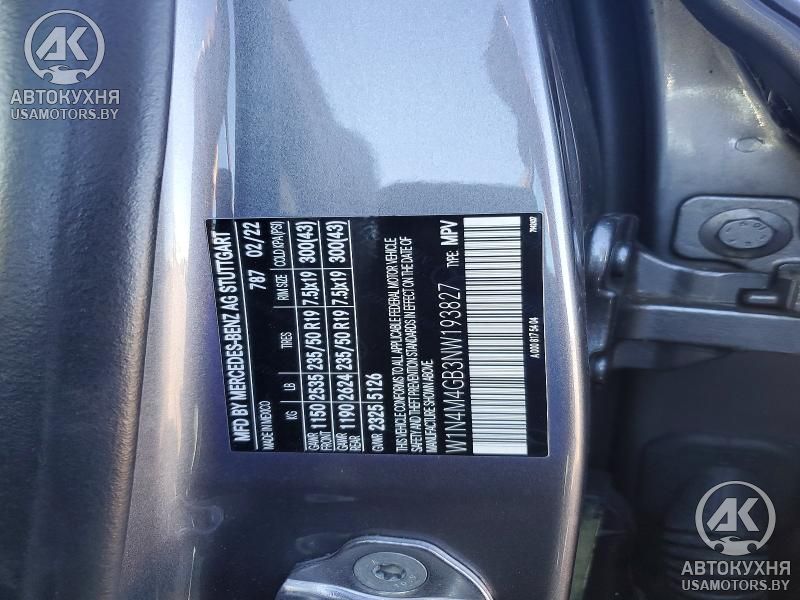 AK
АВТОКУХНЯ
USAMOTORS.BY
MFD BY MERCEDES-BENZ AG STUTTGART
MADE IN MEXICO 787 02/22
KG LB TIRES RIM SIZE COLD KPA(PSI)
GAWR FRONT 1150 2535 235/50 R19 7.5Jx19 300(43)
GAWR REAR 1190 2624 235/50 R19 7.5Jx19 300(43)
GVWR 2325 5126
THIS VEHICLE CONFORMS TO ALL APPLICABLE FEDERAL MOTOR VEHICLE
SAFETY AND THEFT PREVENTION STANDARDS IN EFFECT ON THE DATE OF
MANUFACTURE SHOWN ABOVE.
W1N4M4GB3NW193827 TYPE: MPV
A 000 817 54 04
AK
АВТОКУХНЯ
USAMOTORS.BY